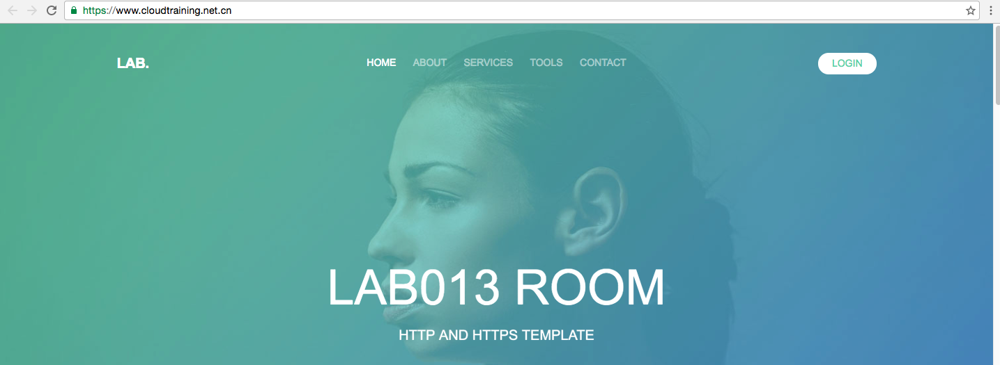 https://www.cloudtraining.net.cn
LAB. HOME ABOUT SERVICES TOOLS CONTACT LOGIN
LAB013 ROOM
HTTP AND HTTPS TEMPLATE